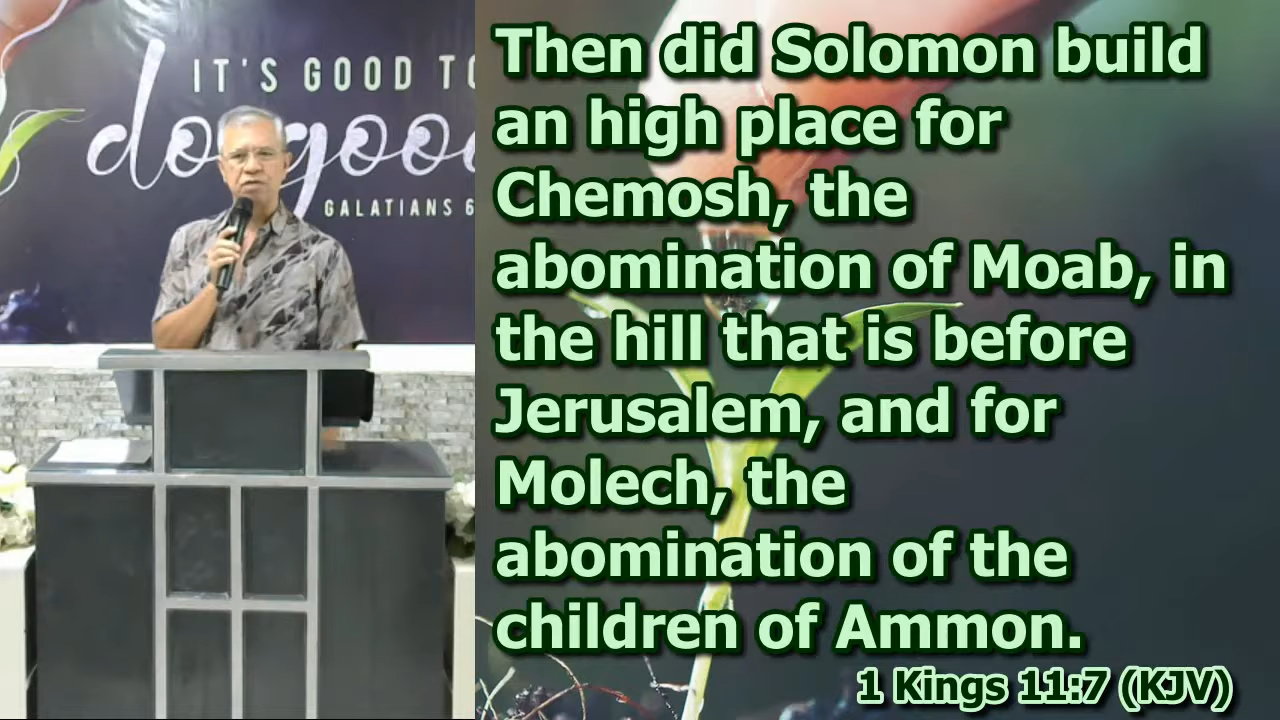 IT'S GOOD TO
do good
GALATIANS 6
Then did Solomon build
an high place for
Chemosh, the
abomination of Moab, in
the hill that is before
Jerusalem, and for
Molech, the
abomination of the
children of Ammon.
1 Kings 11:7 (KJV)